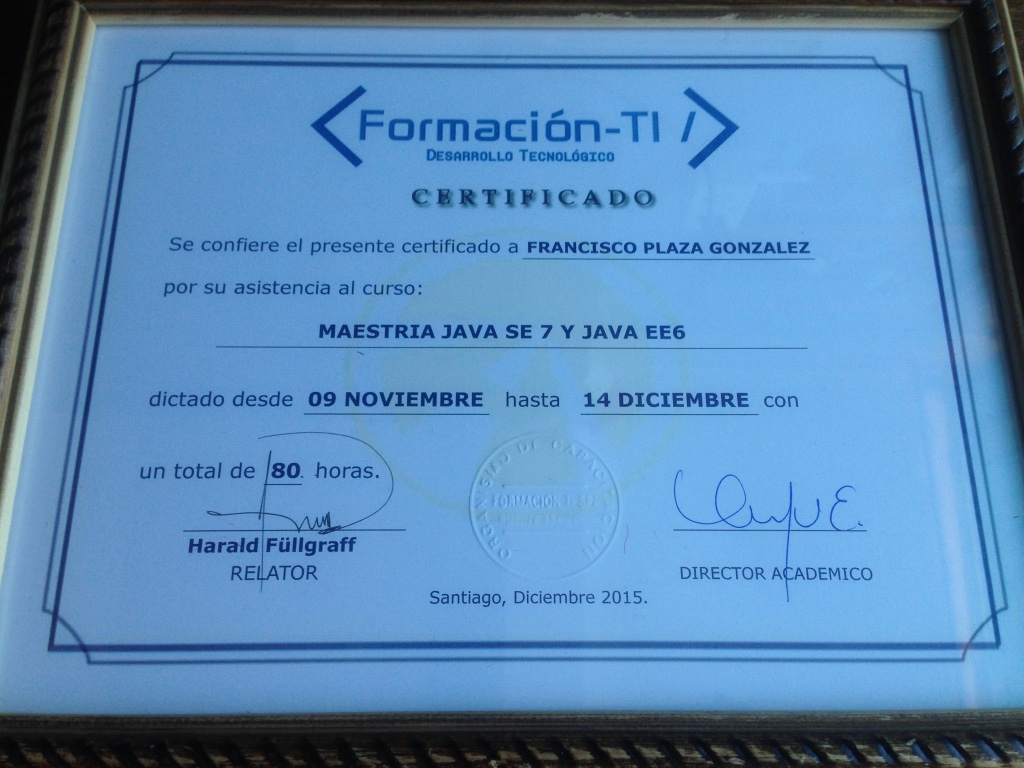 Formación-TI /
DESARROLLO TECNOLÓGICO
CERTIFICADO
Se confiere el presente certificado a FRANCISCO PLAZA GONZALEZ
por su asistencia al curso:
MAESTRIA JAVA SE 7 Y JAVA EE6
dictado desde 09 NOVIEMBRE hasta 14 DICIEMBRE con
un total de 80 horas.
ORGANISMO DE CAPACITACION
FORMACION
Harald Füllgraff
RELATOR
DIRECTOR ACADEMICO
Santiago, Diciembre 2015.